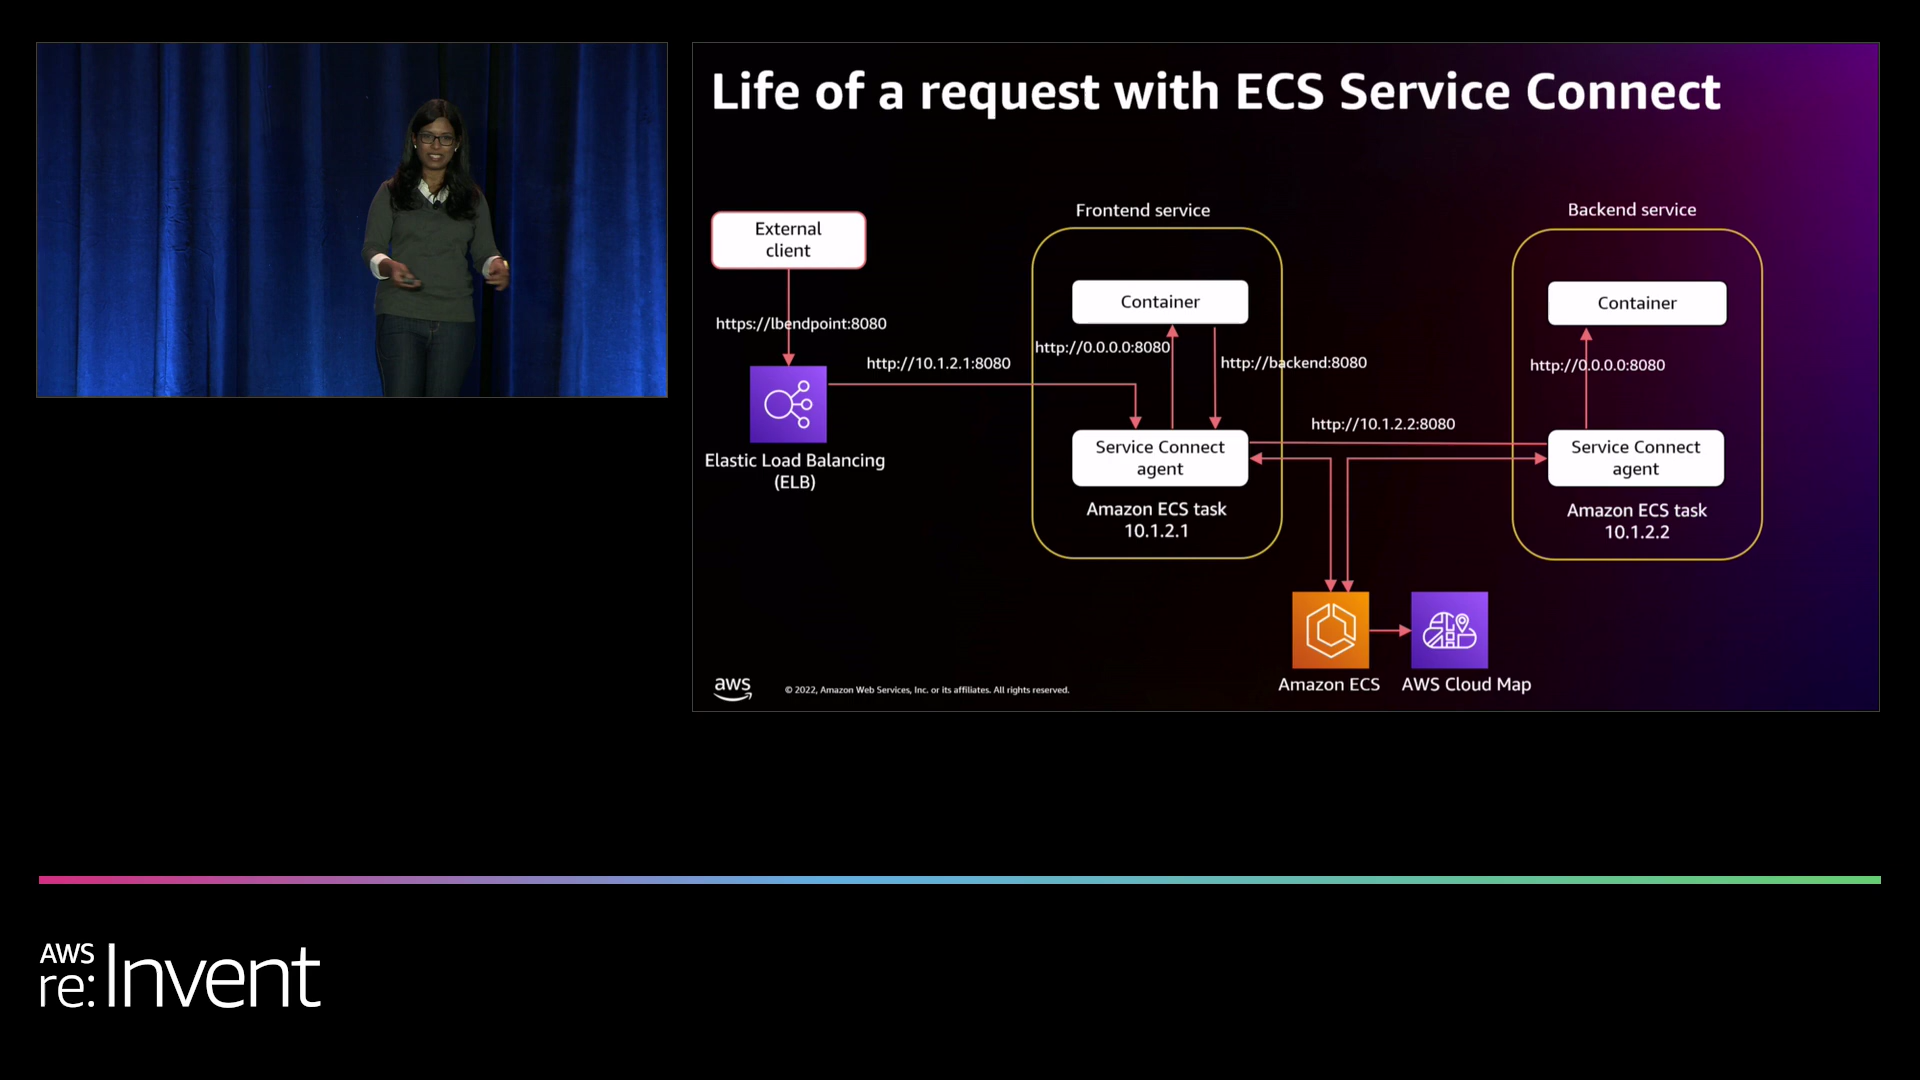 Life of a request with ECS Service Connect
Frontend service
Backend service
External
client
Container
Container
https://lbendpoint:8080
http://0.0.0.0:8080
http://10.1.2.1:8080
http://backend:8080
http://0.0.0.0:8080
http://10.1.2.2:8080
Service Connect
agent
Service Connect
agent
Elastic Load Balancing
(ELB)
Amazon ECS task
10.1.2.1
Amazon ECS task
10.1.2.2
Amazon ECS
AWS Cloud Map
aws
© 2022, Amazon Web Services, Inc. or its affiliates. All rights reserved.
AWS
re:Invent